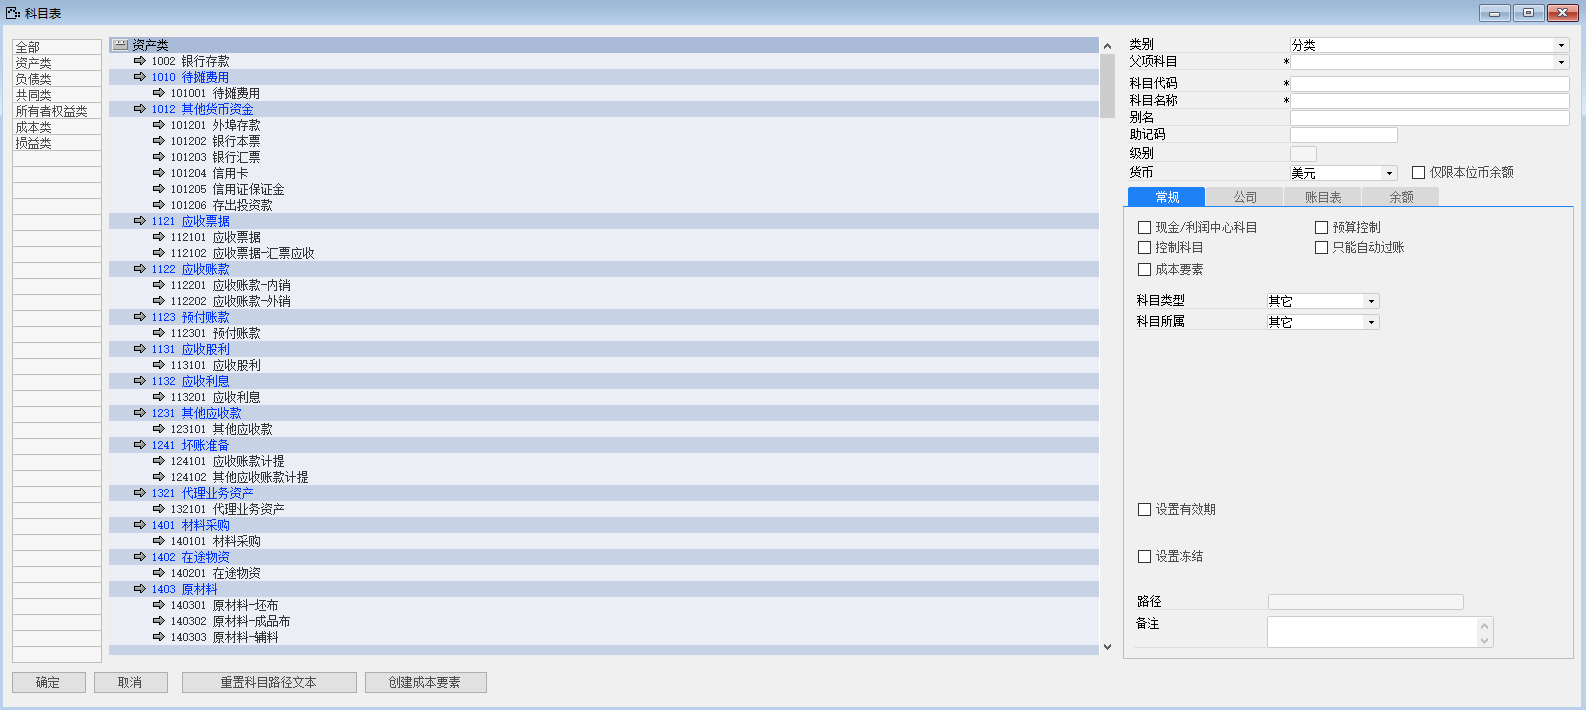 科目表
全部
资产类
负债类
共同类
所有者权益类
成本类
损益类
资产类
1002 银行存款
1010 待摊费用
101001 待摊费用
1012 其他货币资金
101201 外埠存款
101202 银行本票
101203 银行汇票
101204 信用卡
101205 信用证保证金
101206 存出投资款
1121 应收票据
112101 应收票据
112102 应收票据-汇票应收
1122 应收账款
112201 应收账款-内销
112202 应收账款-外销
1123 预付账款
112301 预付账款
1131 应收股利
113101 应收股利
1132 应收利息
113201 应收利息
1231 其他应收款
123101 其他应收款
1241 坏账准备
124101 应收账款计提
124102 其他应收账款计提
1321 代理业务资产
132101 代理业务资产
1401 材料采购
140101 材料采购
1402 在途物资
140201 在途物资
1403 原材料
140301 原材料-坯布
140302 原材料-成品布
140303 原材料-辅料
类别 分类
父项科目 *
科目代码 *
科目名称 *
别名
助记码
级别
货币 美元 仅限本位币余额
常规 公司 账目表 余额
现金/利润中心科目 预算控制
控制科目 只能自动过账
成本要素
科目类型 其它
科目所属 其它
设置有效期
设置冻结
路径
备注
确定 取消 重置科目路径文本 创建成本要素